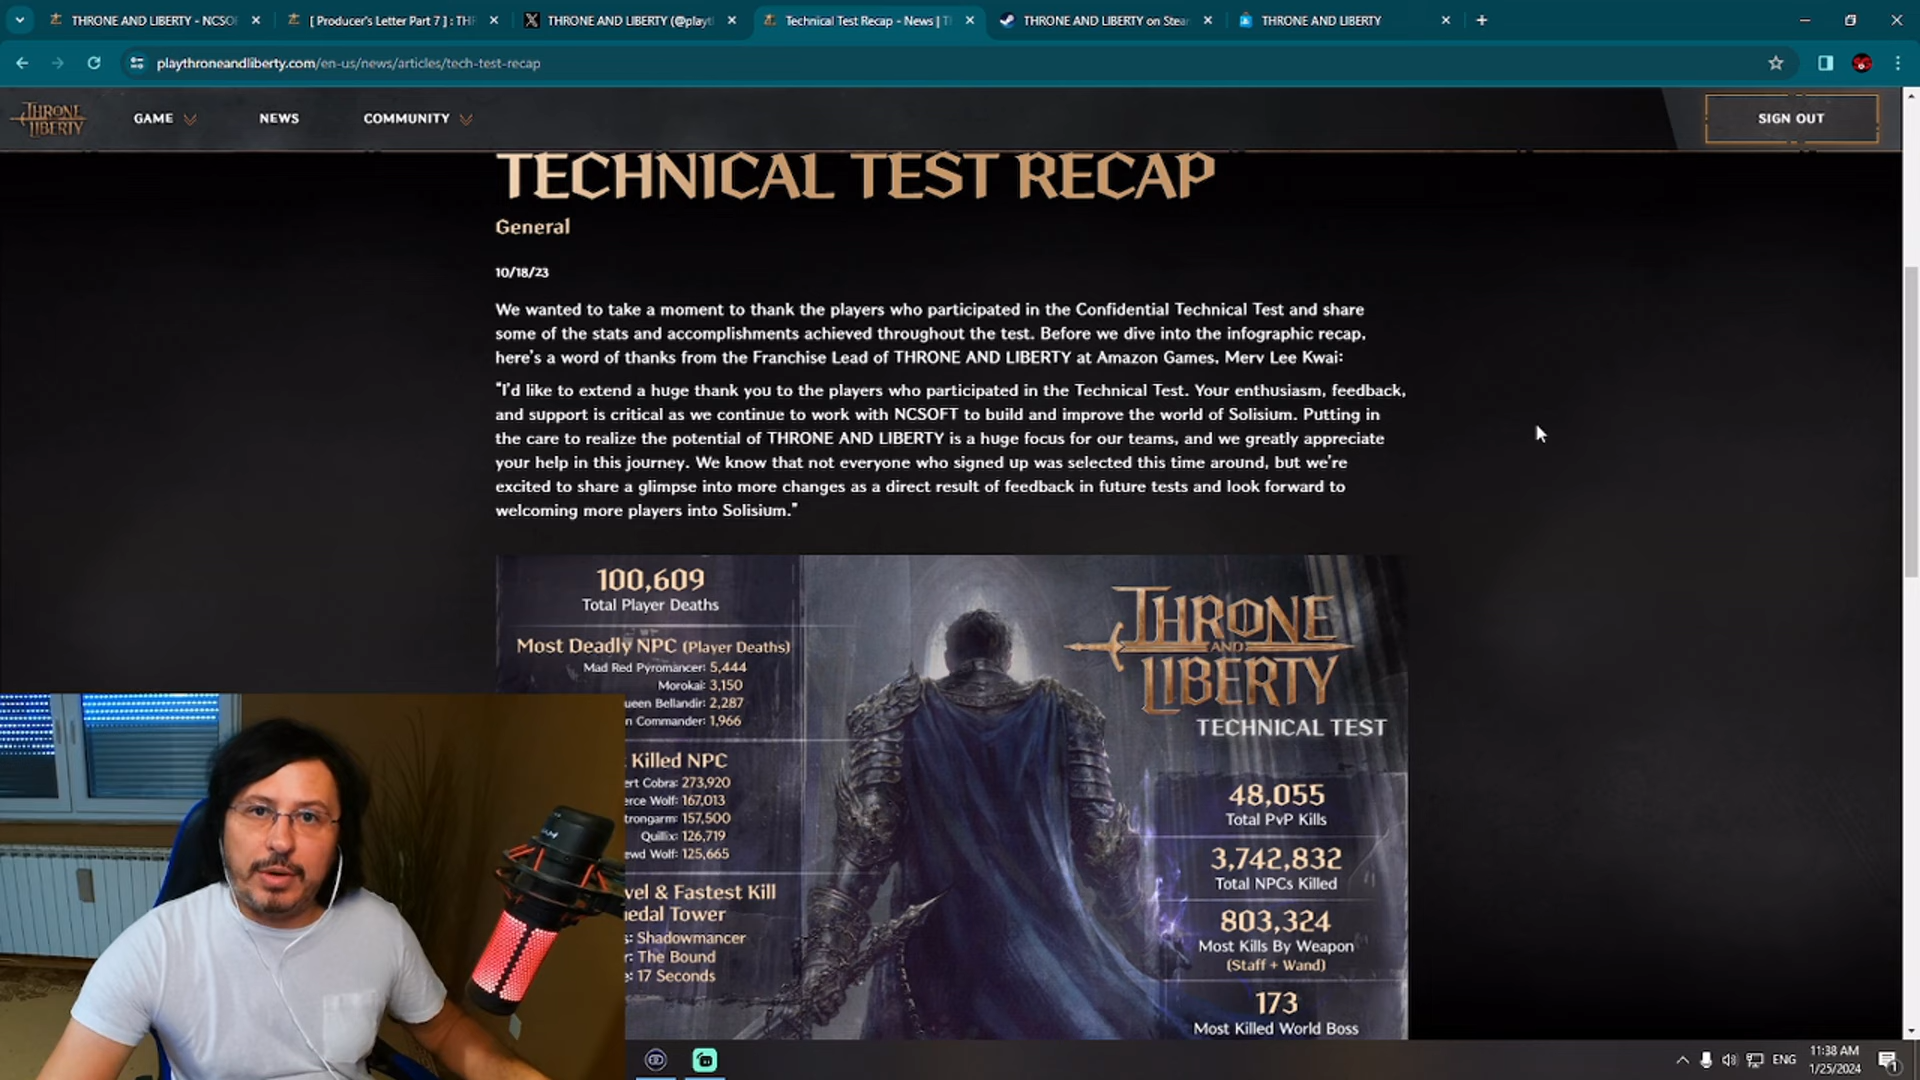 THRONE AND LIBERTY - NCSO
[ Producer's Letter Part 7 ] : TH
THRONE AND LIBERTY (@playt
Technical Test Recap - News | T
THRONE AND LIBERTY on Stea
THRONE AND LIBERTY
playthroneandliberty.com/en-us/news/articles/tech-test-recap
THRONE AND LIBERTY
GAME
NEWS
COMMUNITY
SIGN OUT
TECHNICAL TEST RECAP
General
10/18/23
We wanted to take a moment to thank the players who participated in the Confidential Technical Test and share
some of the stats and accomplishments achieved throughout the test. Before we dive into the infographic recap,
here's a word of thanks from the Franchise Lead of THRONE AND LIBERTY at Amazon Games, Merv Lee Kwai:
"I'd like to extend a huge thank you to the players who participated in the Technical Test. Your enthusiasm, feedback,
and support is critical as we continue to work with NCSOFT to build and improve the world of Solisium. Putting in
the care to realize the potential of THRONE AND LIBERTY is a huge focus for our teams, and we greatly appreciate
your help in this journey. We know that not everyone who signed up was selected this time around, but we're
excited to share a glimpse into more changes as a direct result of feedback in future tests and look forward to
welcoming more players into Solisium."
100,609
Total Player Deaths
Most Deadly NPC (Player Deaths)
Mad Red Pyromancer: 5,444
Morokai: 3,150
ueen Bellandir: 2,287
n Commander: 1,966
Killed NPC
ert Cobra: 273,920
erce Wolf: 167,013
trongarm: 157,500
Quillix: 126,719
ewd Wolf: 125,665
vel & Fastest Kill
edal Tower
s: Shadowmancer
r: The Bound
e: 17 Seconds
THRONE
AND
LIBERTY
TECHNICAL TEST
48,055
Total PvP Kills
3,742,832
Total NPCs Killed
803,324
Most Kills By Weapon
(Staff + Wand)
173
Most Killed World Boss
ENG
11:38 AM
1/25/2024